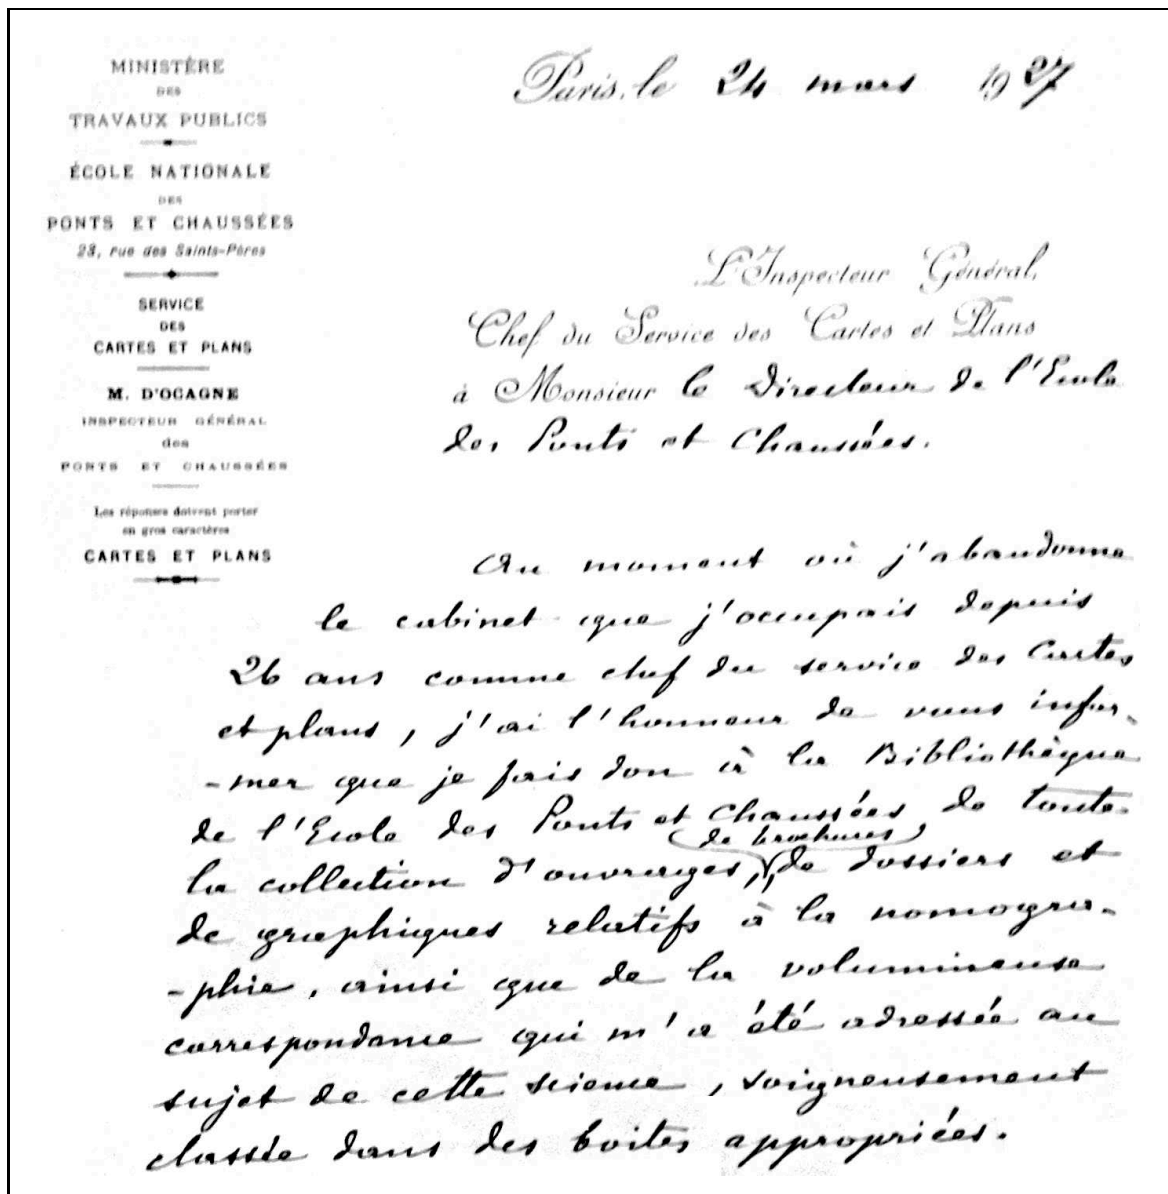 MINISTÈRE
DES
TRAVAUX PUBLICS
ÉCOLE NATIONALE
DES
PONTS ET CHAUSSÉES
28, rue des Saints-Pères
SERVICE
DES
CARTES ET PLANS
M. D'OCAGNE
INSPECTEUR GÉNÉRAL
des
PONTS ET CHAUSSÉES
Les réponses doivent porter
en gros caractères
CARTES ET PLANS
Paris, le 24 mars 1927
L'Inspecteur Général,
Chef du Service des Cartes et Plans
à Monsieur le Directeur de l'Ecole
des Ponts et Chaussées.
Au moment où j'abandonne
le cabinet que j'occupais depuis
26 ans comme chef du service des Cartes
et plans, j'ai l'honneur de vous infor-
-mer que je fais don à la Bibliothèque
de l'Ecole des Ponts et Chaussées de toute
de brochures
la collection d'ouvrages, de dossiers et
de graphiques relatifs à la nomogra-
-phie, ainsi que de la volumineuse
correspondance qui m'a été adressée au
sujet de cette science, soigneusement
classée dans des boites appropriées.